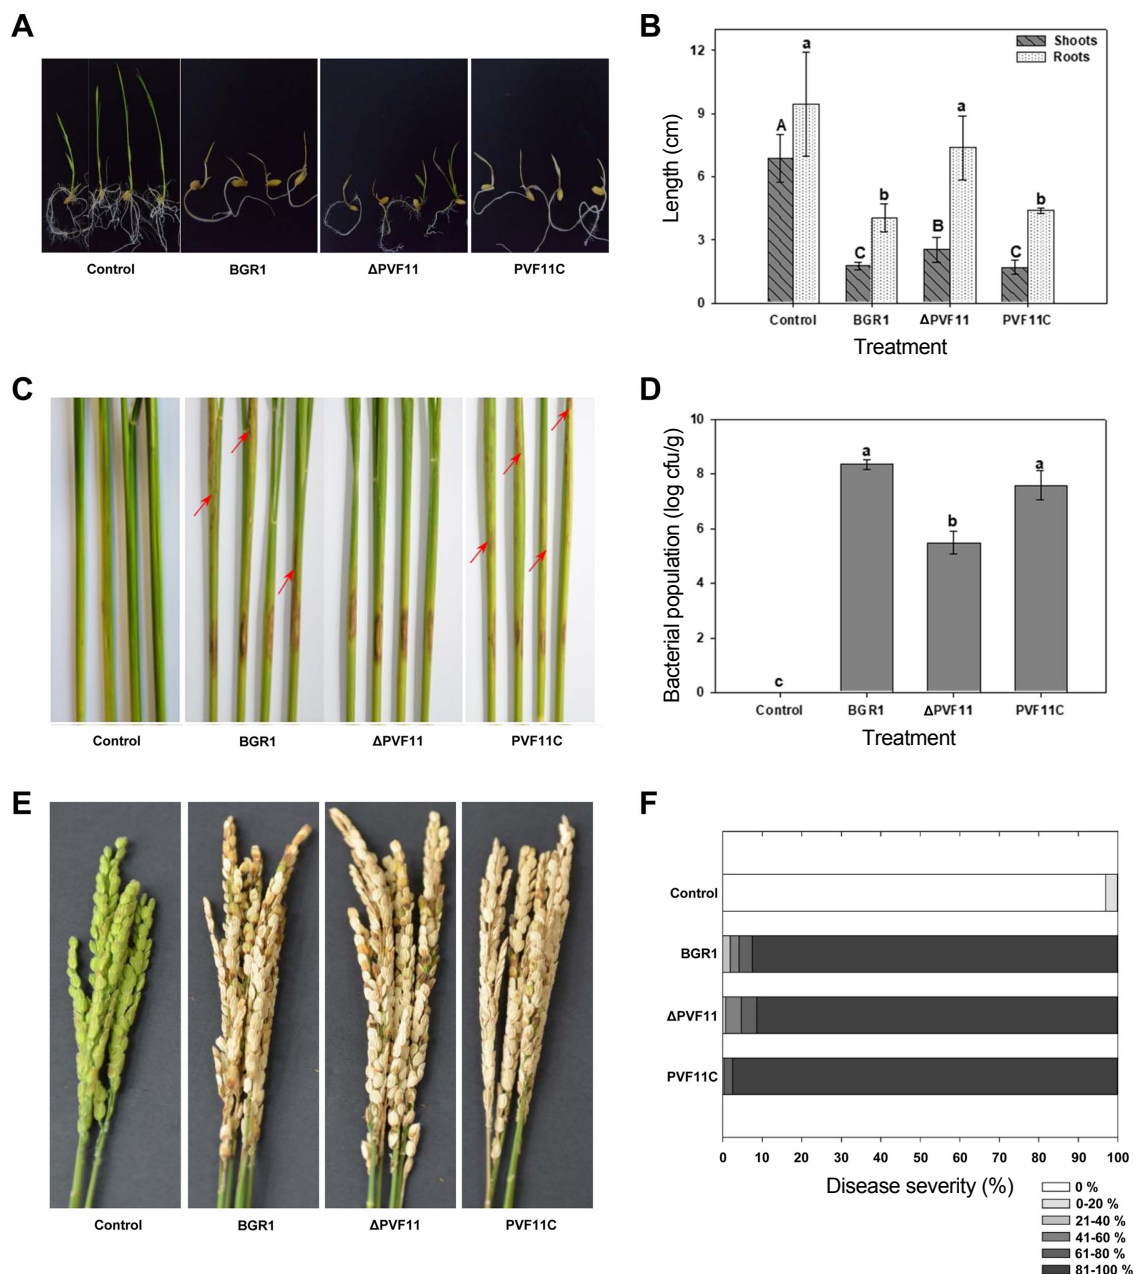 A
Control
BGR1
ΔPVF11
PVF11C
B
12
9
6
3
0
Length (cm)
Shoots
Roots
A
a
C
b
B
a
C
b
Control
BGR1
ΔPVF11
PVF11C
Treatment
C
Control
BGR1
ΔPVF11
PVF11C
D
10
8
6
4
2
0
Bacterial population (log cfu/g)
c
a
b
a
Control
BGR1
ΔPVF11
PVF11C
Treatment
E
Control
BGR1
ΔPVF11
PVF11C
F
Control
BGR1
ΔPVF11
PVF11C
0 10 20 30 40 50 60 70 80 90 100
Disease severity (%)
0 %
0-20 %
21-40 %
41-60 %
61-80 %
81-100 %